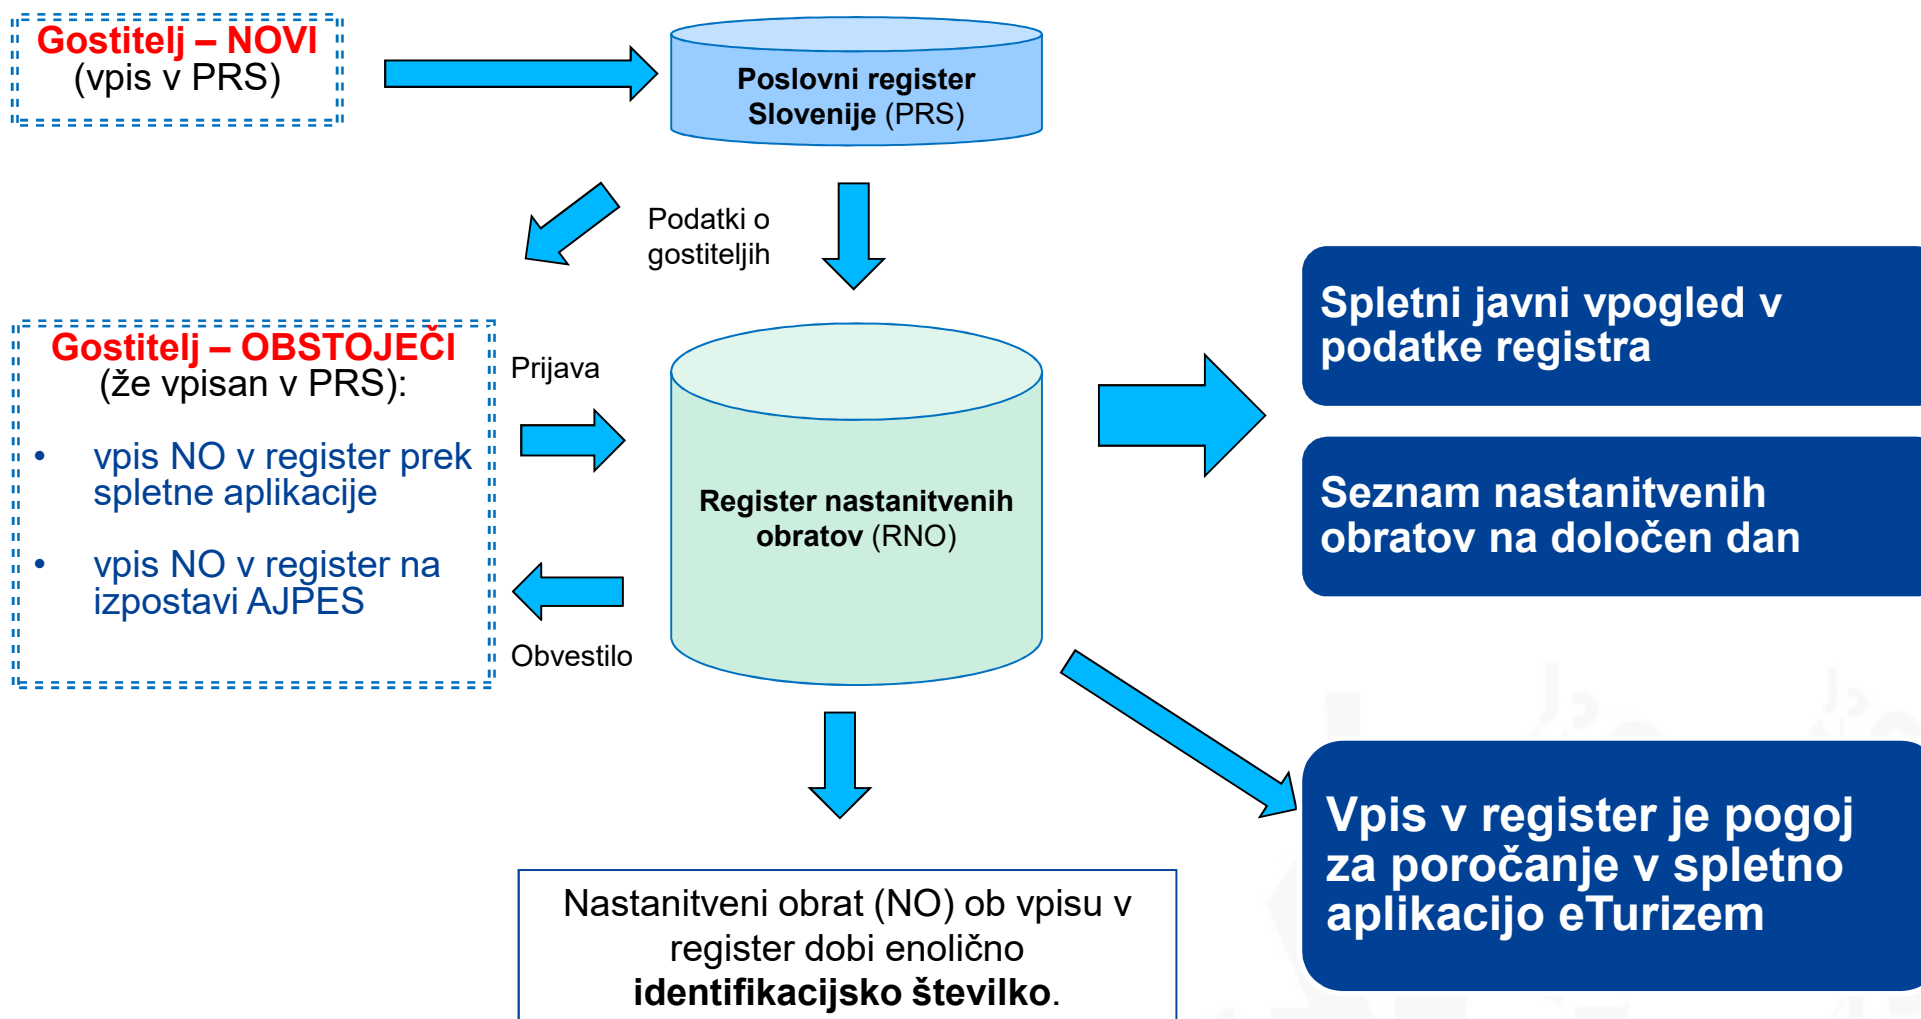 Gostitelj – NOVI
(vpis v PRS)
Poslovni register
Slovenije (PRS)
Podatki o
gostiteljih
Gostitelj – OBSTOJEČI
(že vpisan v PRS):
• vpis NO v register prek
spletne aplikacije
• vpis NO v register na
izpostavi AJPES
Prijava
Obvestilo
Register nastanitvenih
obratov (RNO)
Spletni javni vpogled v
podatke registra
Seznam nastanitvenih
obratov na določen dan
Vpis v register je pogoj
za poročanje v spletno
aplikacijo eTurizem
Nastanitveni obrat (NO) ob vpisu v
register dobi enolično
identifikacijsko številko.